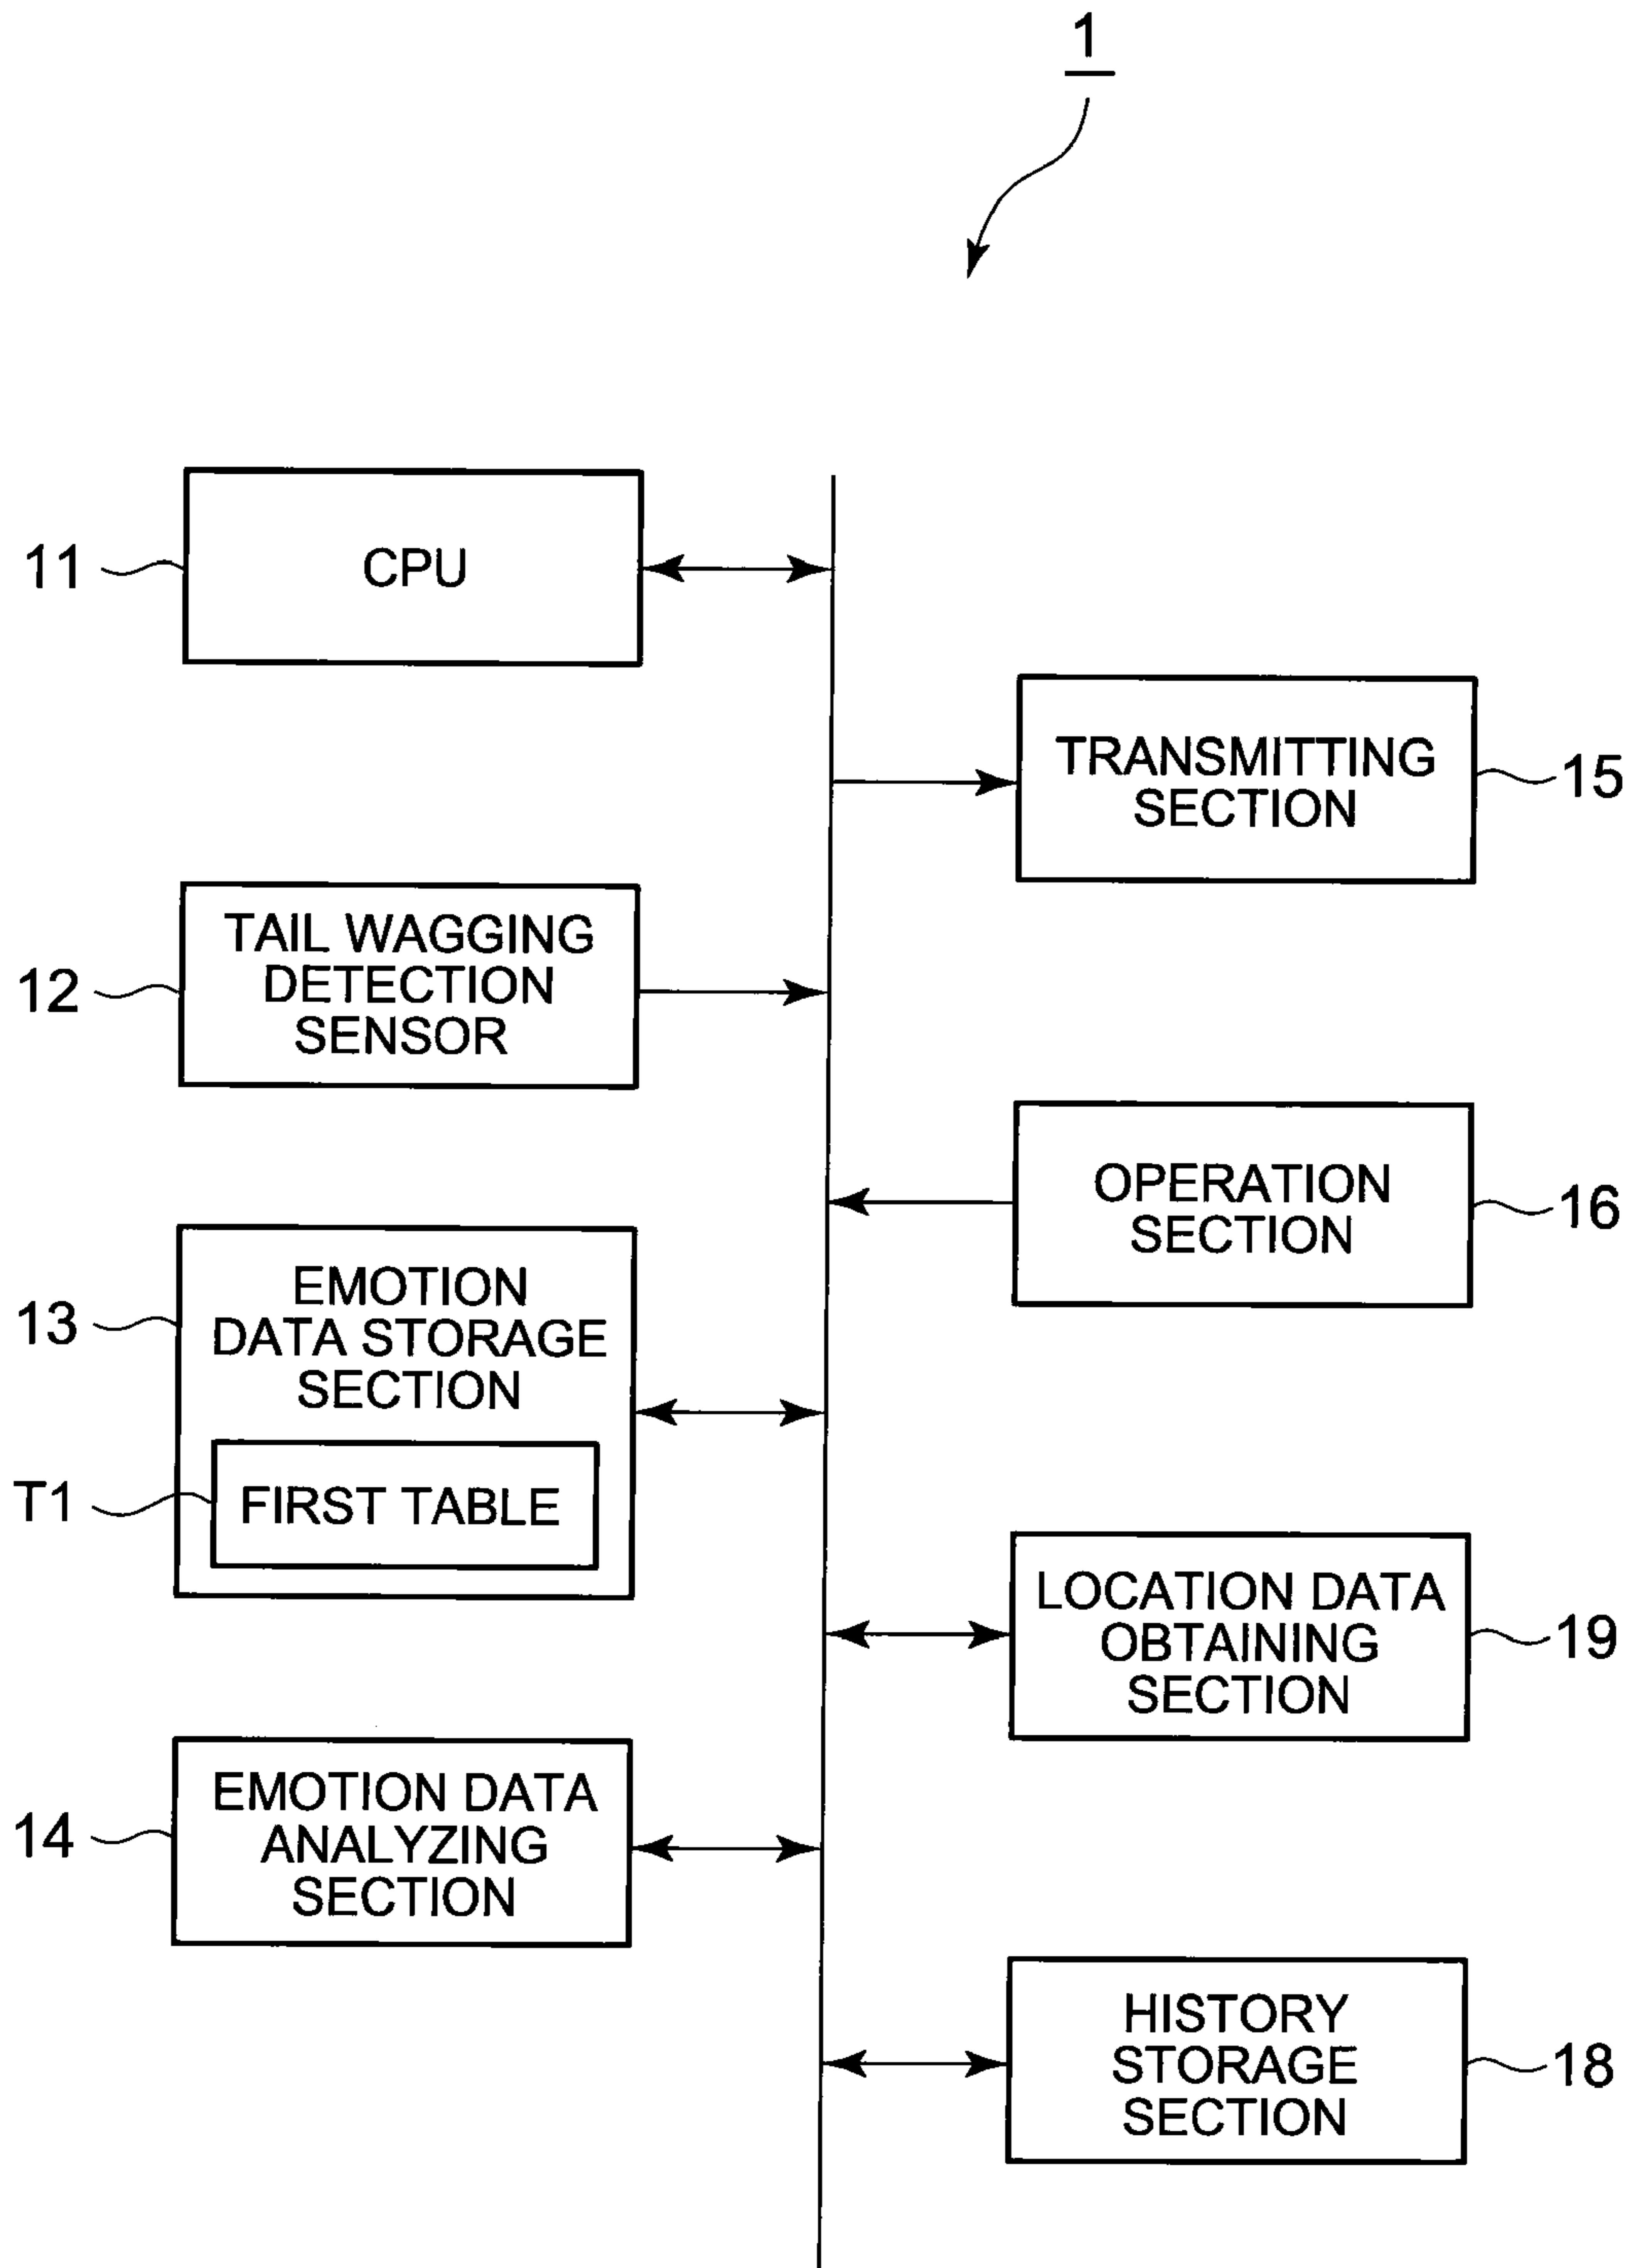 1
11
CPU
TRANSMITTING
SECTION
15
12
TAIL WAGGING
DETECTION
SENSOR
OPERATION
SECTION
16
13
EMOTION
DATA STORAGE
SECTION
T1
FIRST TABLE
LOCATION DATA
OBTAINING
SECTION
19
14
EMOTION DATA
ANALYZING
SECTION
HISTORY
STORAGE
SECTION
18